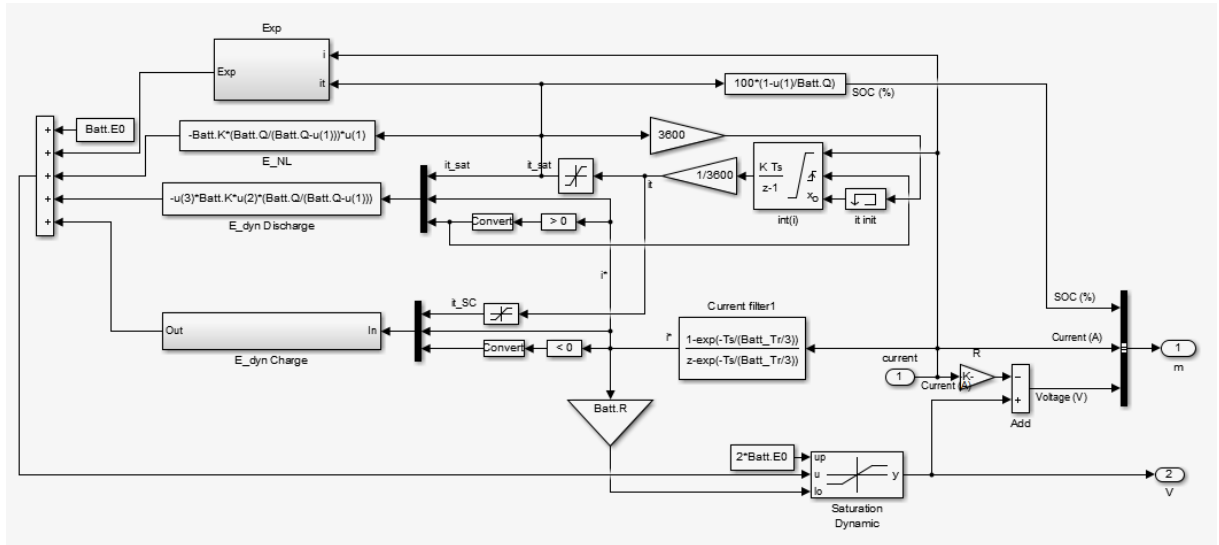 Exp
i
Exp
it
100*(1-u(1)/Batt.Q)
SOC (%)
+
Batt.E0
+
-Batt.K*(Batt.Q/(Batt.Q-u(1)))*u(1)
3600
E_NL
+
it_sat
it_sat
it
1/3600
K Ts
z-1
xo
int(i)
it init
+
-u(3)*Batt.K*u(2)*(Batt.Q/(Batt.Q-u(1)))
E_dyn Discharge
Convert
> 0
+
i*
it_SC
Current filter1
SOC (%)
Out
In
E_dyn Charge
Convert
< 0
i*
1-exp(-Ts/(Batt_Tr/3))
z-exp(-Ts/(Batt_Tr/3))
current
1
Current (A)
R
-K-
Current (A)
1
m
−
+
Add
Voltage (V)
Batt.R
2*Batt.E0
up
u
lo
y
Saturation
Dynamic
2
V